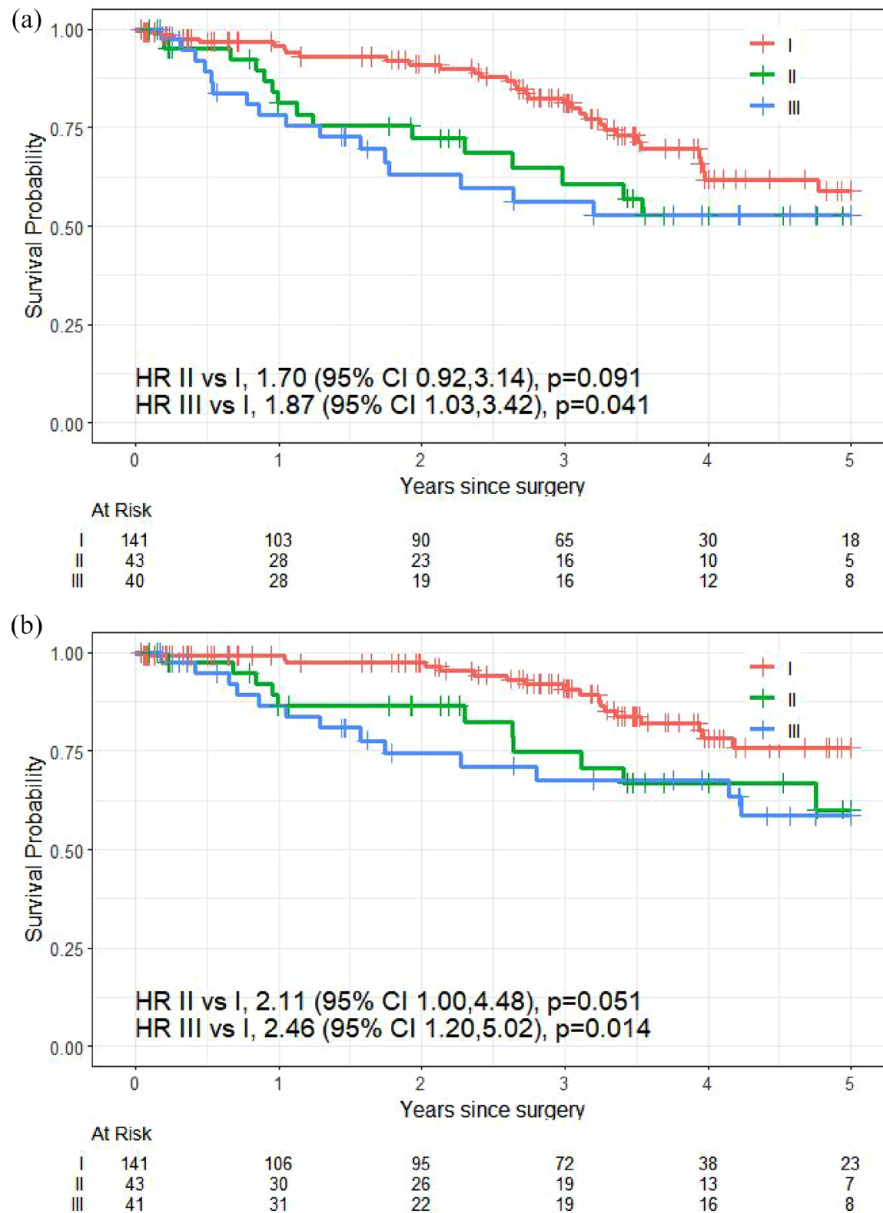 (a)
1.00
0.75
0.50
0.25
0.00
Survival Probability
I
II
III
HR II vs I, 1.70 (95% CI 0.92,3.14), p=0.091
HR III vs I, 1.87 (95% CI 1.03,3.42), p=0.041
0 1 2 3 4 5
Years since surgery
At Risk
I 141 103 90 65 30 18
II 43 28 23 16 10 5
III 40 28 19 16 12 8
(b)
1.00
0.75
0.50
0.25
0.00
Survival Probability
I
II
III
HR II vs I, 2.11 (95% CI 1.00,4.48), p=0.051
HR III vs I, 2.46 (95% CI 1.20,5.02), p=0.014
0 1 2 3 4 5
Years since surgery
At Risk
I 141 106 95 72 38 23
II 43 30 26 19 13 7
III 41 31 22 19 16 8